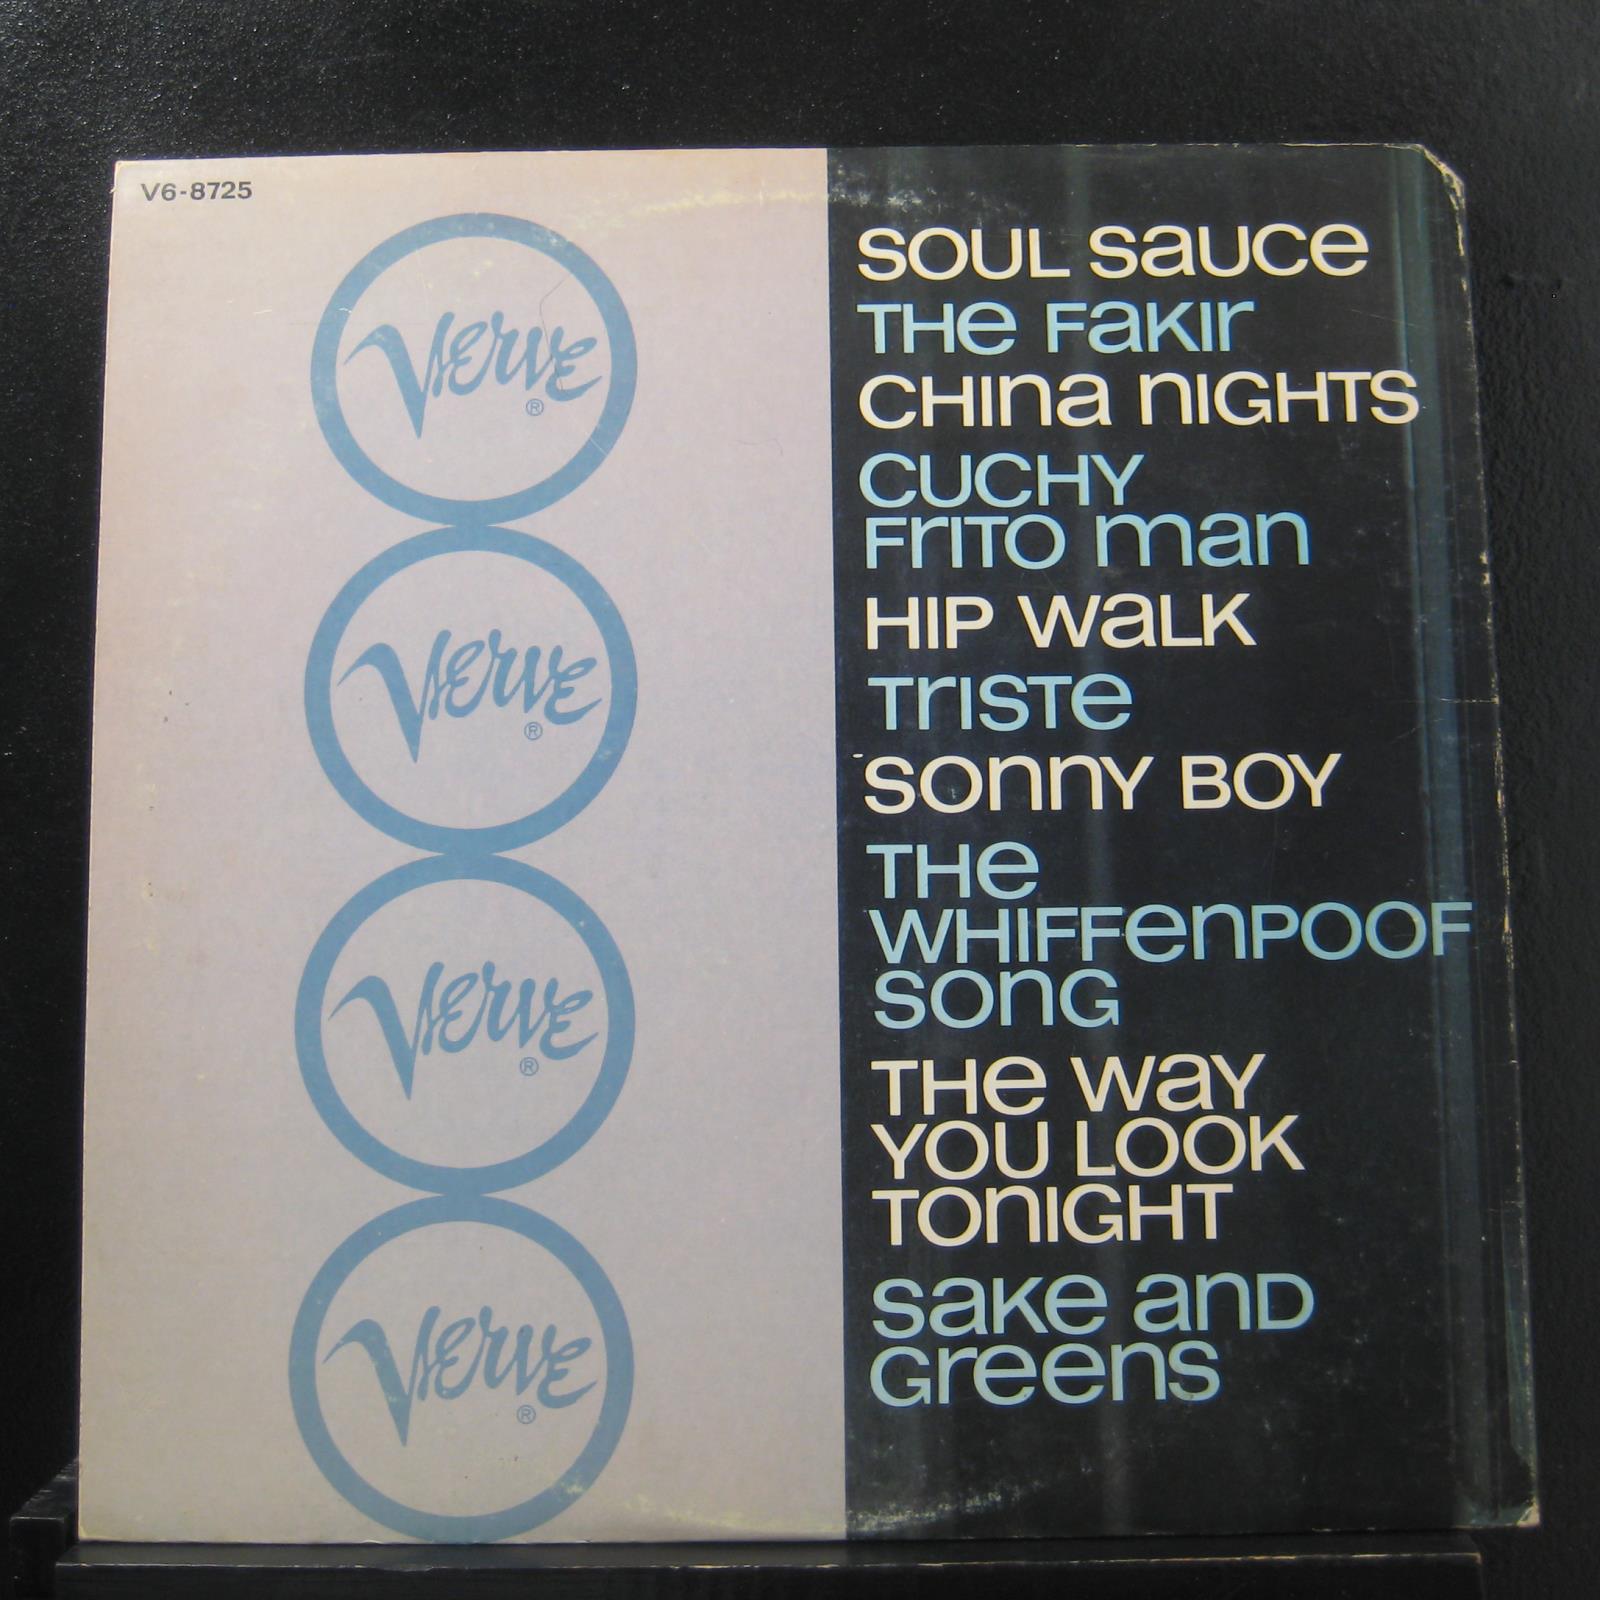 V6-8725
Verve
®
Verve
®
Verve
®
Verve
®
SOUL SAUCE
THE FAKIR
CHINA NIGHTS
CUCHY
FRITO MAN
HIP WALK
TRISTE
SONNY BOY
THE
WHIFFENPOOF
SONG
THE WAY
YOU LOOK
TONIGHT
SAKE AND
GREENS